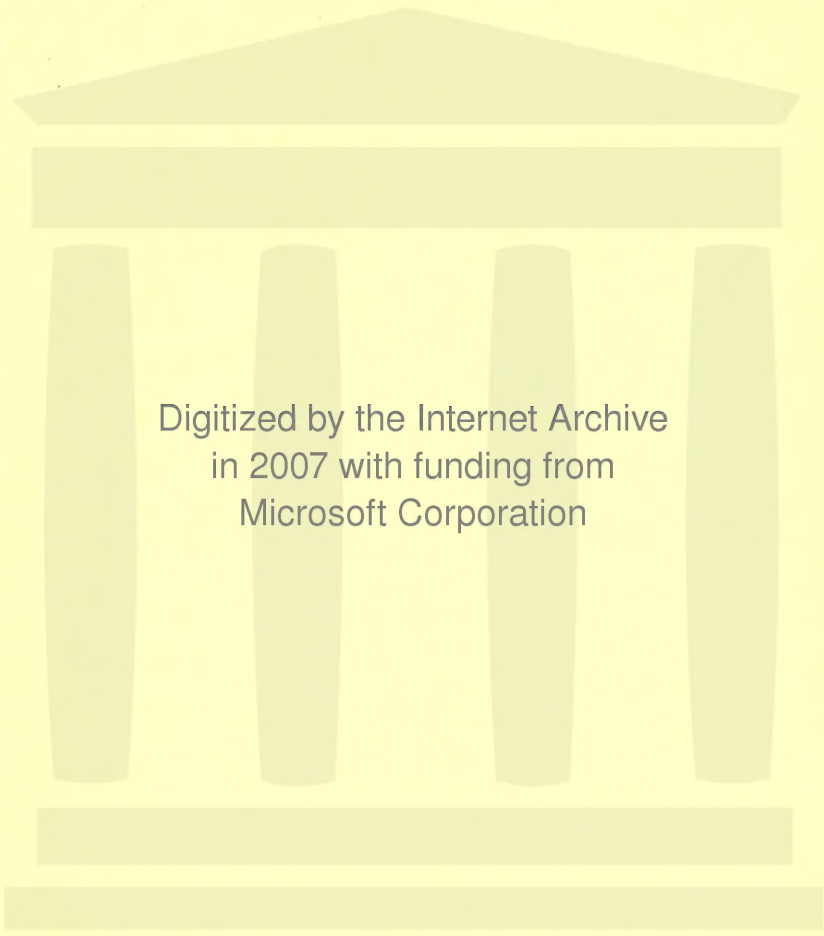 Digitized by the Internet Archive
in 2007 with funding from
Microsoft Corporation